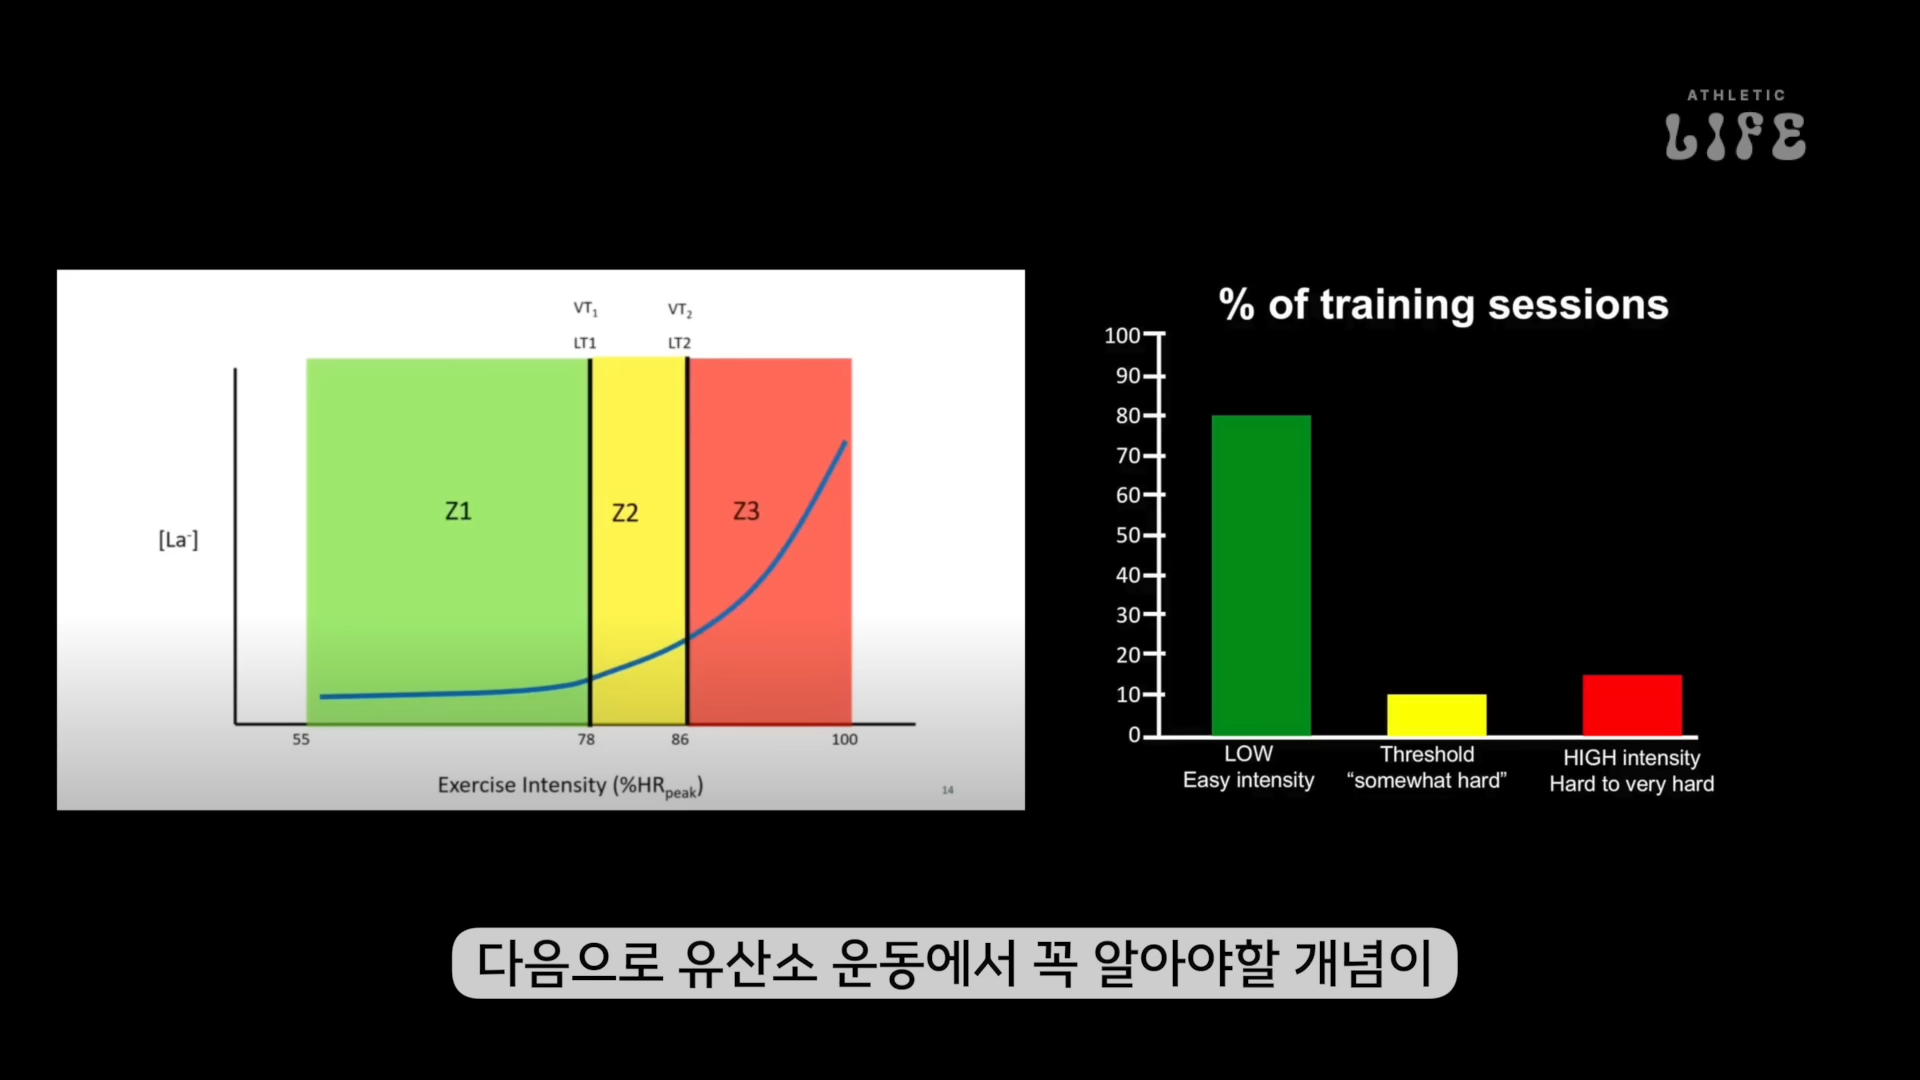 ATHLETIC
LIFE
VT1
VT2
LT1
LT2
Z1
Z2
Z3
[La-]
55
78
86
100
Exercise Intensity (%HRpeak)
14
% of training sessions
100
90
80
70
60
50
40
30
20
10
0
LOW
Easy intensity
Threshold
“somewhat hard”
HIGH intensity
Hard to very hard
다음으로 유산소 운동에서 꼭 알아야할 개념이